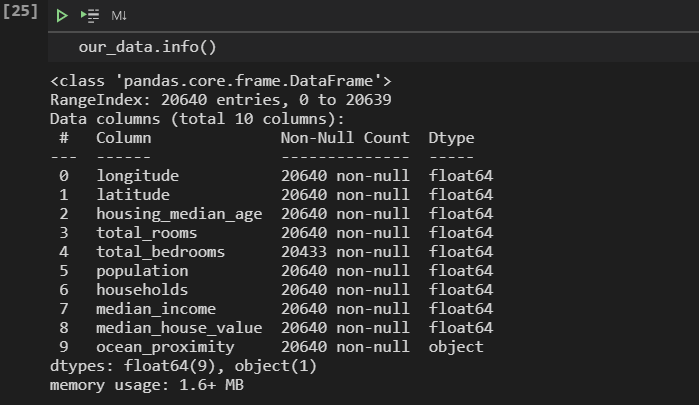 [25]
M↓
our_data.info()
<class 'pandas.core.frame.DataFrame'>
RangeIndex: 20640 entries, 0 to 20639
Data columns (total 10 columns):
 #   Column              Non-Null Count  Dtype
---  ------              --------------  -----
 0   longitude           20640 non-null  float64
 1   latitude            20640 non-null  float64
 2   housing_median_age  20640 non-null  float64
 3   total_rooms         20640 non-null  float64
 4   total_bedrooms      20433 non-null  float64
 5   population          20640 non-null  float64
 6   households          20640 non-null  float64
 7   median_income       20640 non-null  float64
 8   median_house_value  20640 non-null  float64
 9   ocean_proximity     20640 non-null  object
dtypes: float64(9), object(1)
memory usage: 1.6+ MB